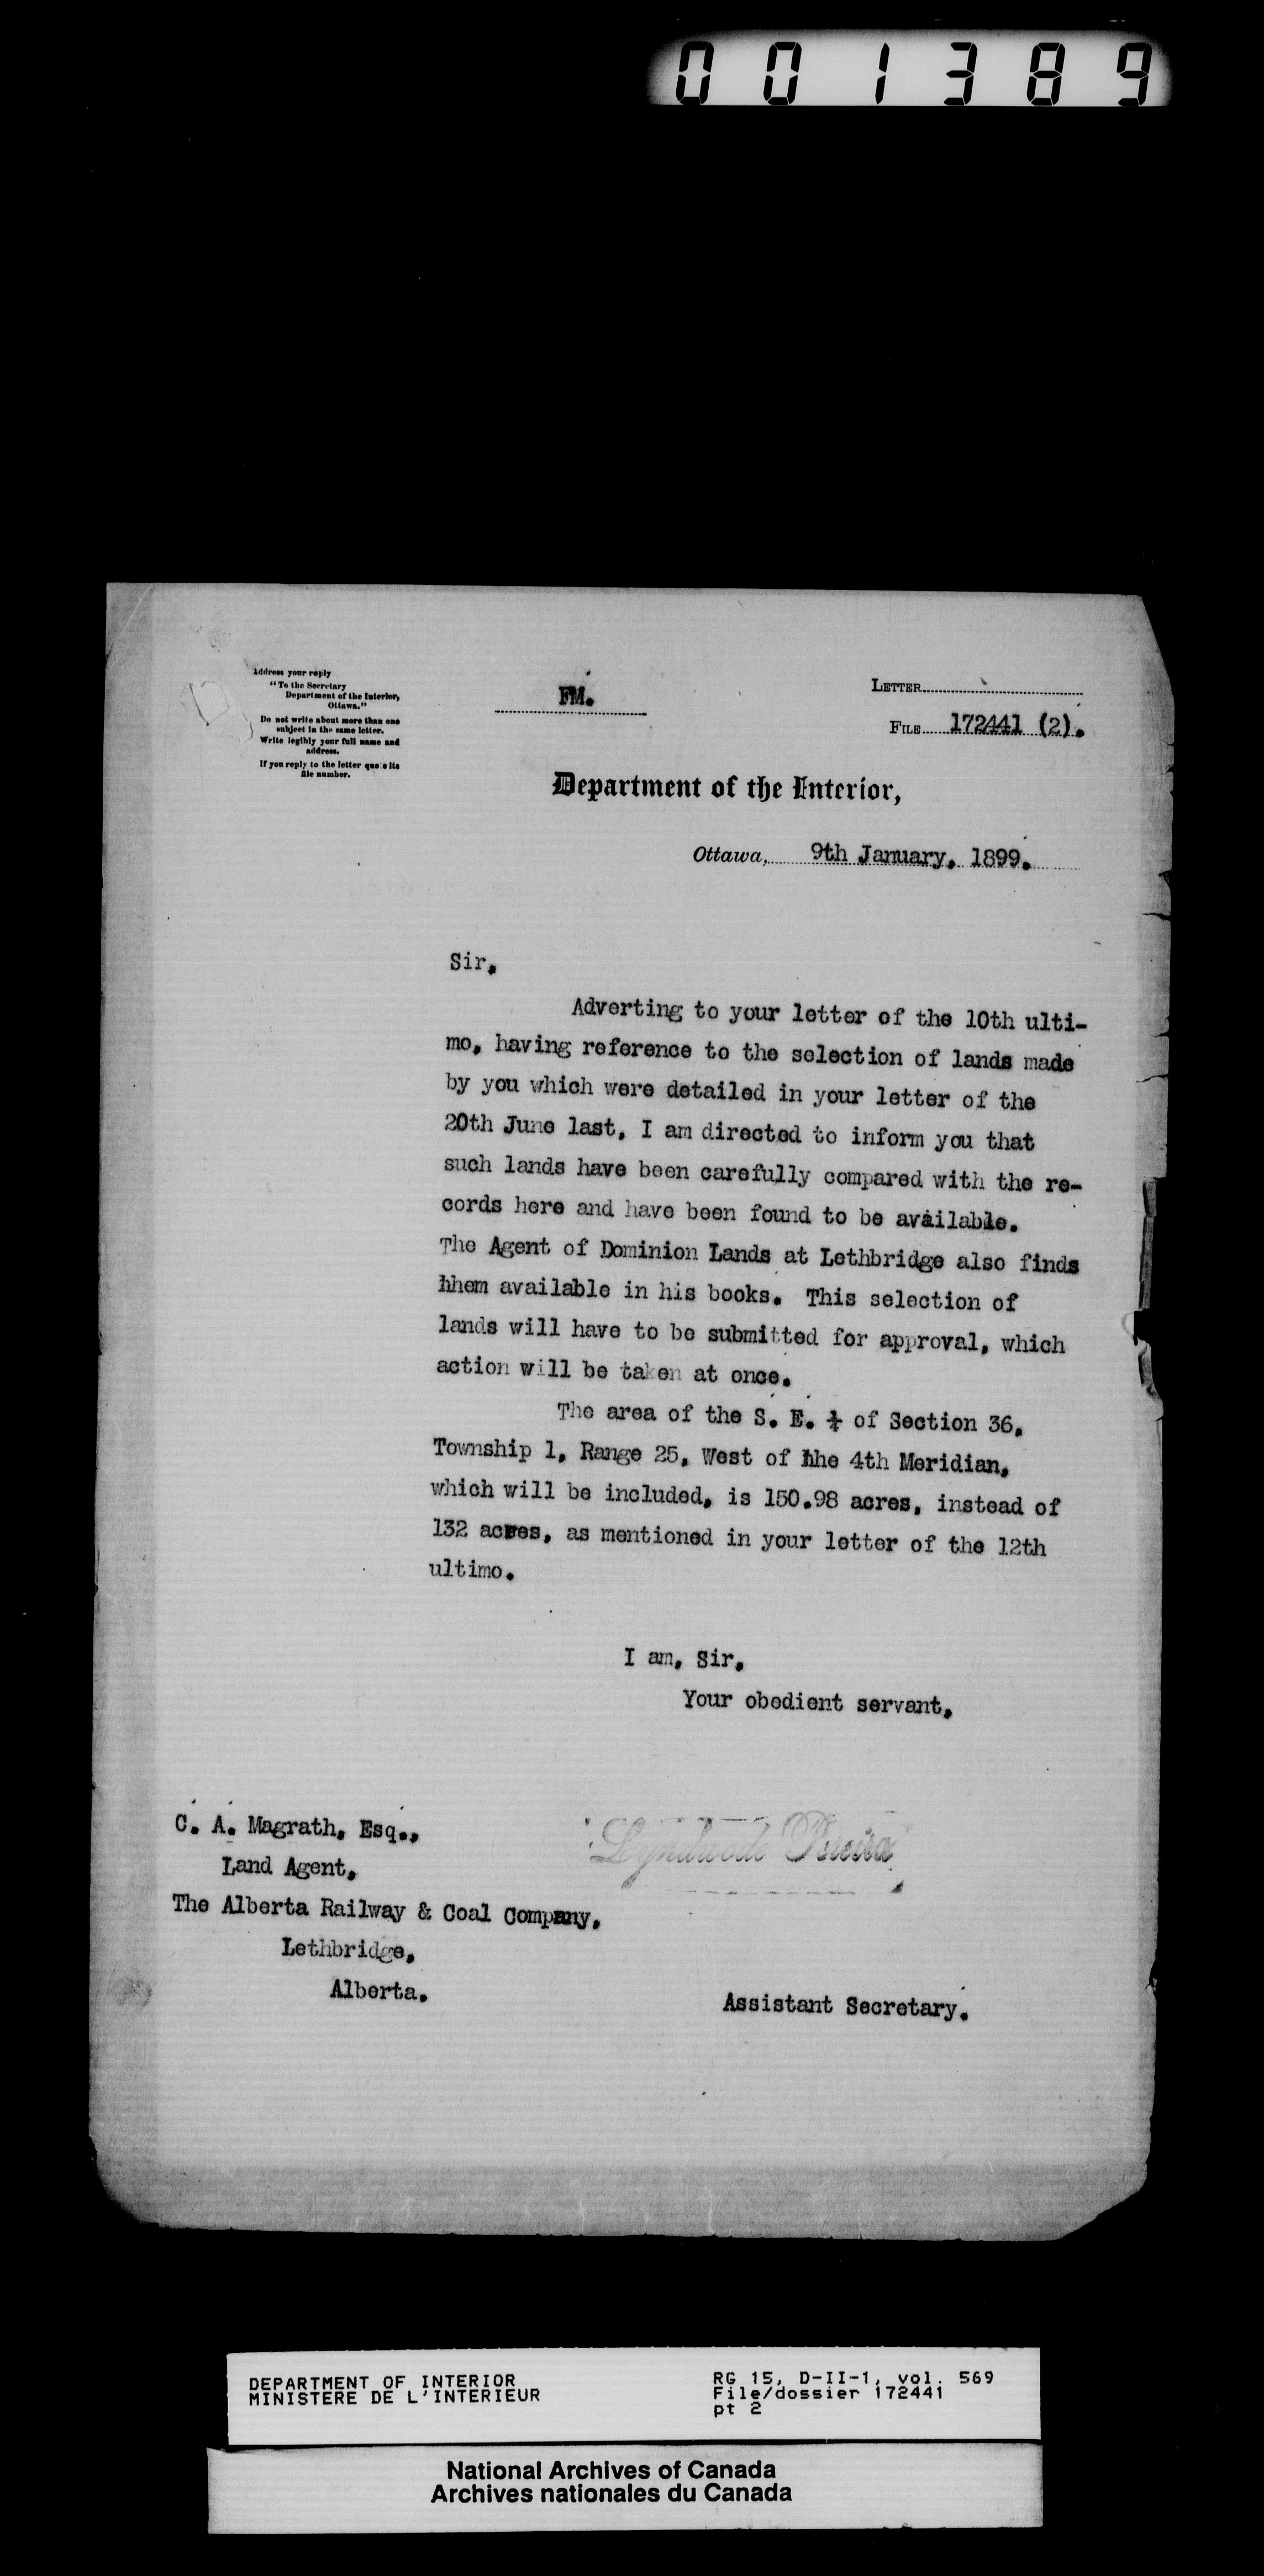 001389
Address your reply
"To the Secretary
Department of the Interior,
Ottawa."
Do not write about more than one
subject in the same letter.
Write legibly your full name and
address.
If you reply to the letter quote its
file number.
FM.
LETTER
FILE 172441 (2).
Department of the Interior,
Ottawa, 9th January, 1899.
Sir,
Adverting to your letter of the 10th ulti-
mo, having reference to the selection of lands made
by you which were detailed in your letter of the
20th June last, I am directed to inform you that
such lands have been carefully compared with the re-
cords here and have been found to be available.
The Agent of Dominion Lands at Lethbridge also finds
hhem available in his books. This selection of
lands will have to be submitted for approval, which
action will be taken at once.
The area of the S. E. ¼ of Section 36,
Township 1, Range 25, West of hhe 4th Meridian,
which will be included, is 150.98 acres, instead of
132 acres, as mentioned in your letter of the 12th
ultimo.
I am, Sir,
Your obedient servant,
Lyndwode Pereira
C. A. Magrath, Esq.,
Land Agent,
The Alberta Railway & Coal Company,
Lethbridge,
Alberta.
Assistant Secretary.
DEPARTMENT OF INTERIOR
MINISTERE DE L'INTERIEUR
RG 15, D-II-1, vol. 569
File/dossier 172441
pt 2
National Archives of Canada
Archives nationales du Canada